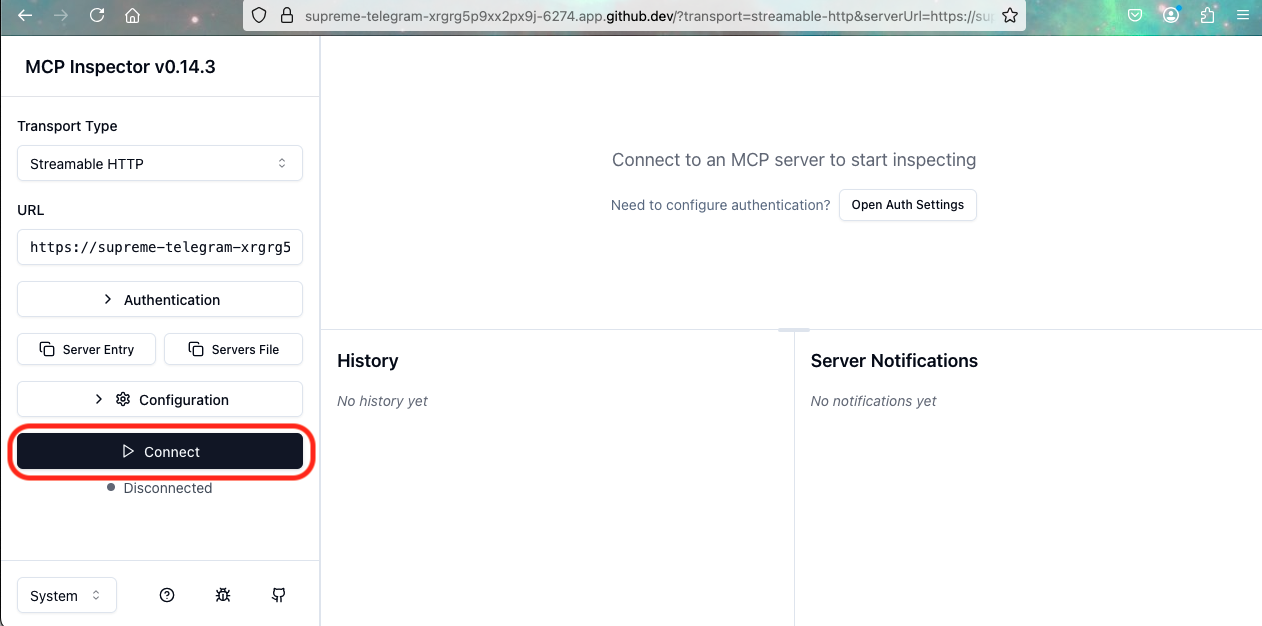 supreme-telegram-xrgrg5p9xx2px9j-6274.app.github.dev/?transport=streamable-http&serverUrl=https://su
MCP Inspector v0.14.3
Transport Type
Streamable HTTP
URL
https://supreme-telegram-xrgrg5
Authentication
Server Entry
Servers File
Configuration
Connect
Disconnected
System
Connect to an MCP server to start inspecting
Need to configure authentication?
Open Auth Settings
History
No history yet
Server Notifications
No notifications yet